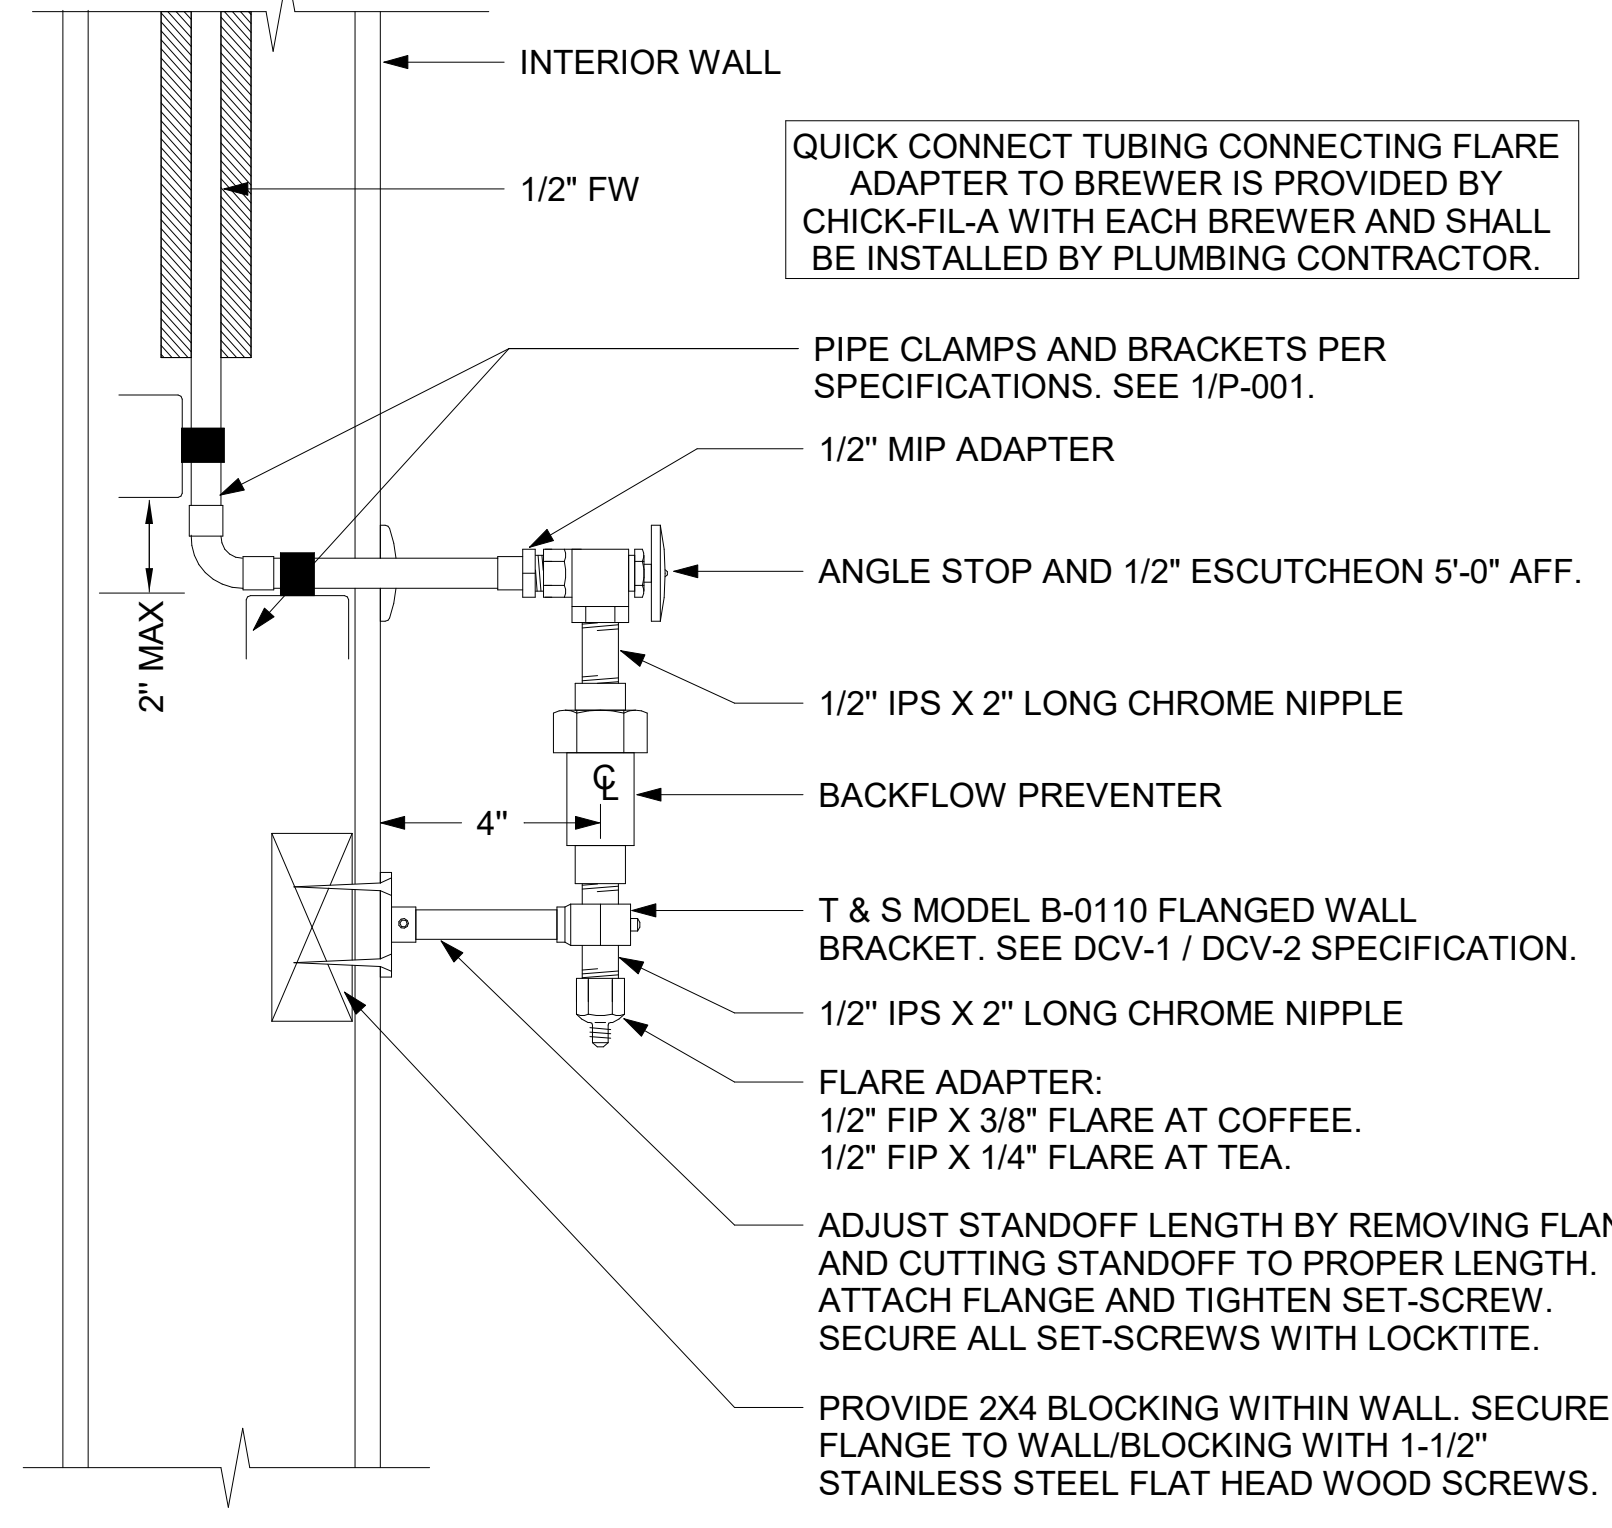 INTERIOR WALL
1/2" FW
QUICK CONNECT TUBING CONNECTING FLARE
ADAPTER TO BREWER IS PROVIDED BY
CHICK-FIL-A WITH EACH BREWER AND SHALL
BE INSTALLED BY PLUMBING CONTRACTOR.
PIPE CLAMPS AND BRACKETS PER
SPECIFICATIONS. SEE 1/P-001.
1/2" MIP ADAPTER
ANGLE STOP AND 1/2" ESCUTCHEON 5'-0" AFF.
2" MAX
1/2" IPS X 2" LONG CHROME NIPPLE
CL
BACKFLOW PREVENTER
4"
T & S MODEL B-0110 FLANGED WALL
BRACKET. SEE DCV-1 / DCV-2 SPECIFICATION.
1/2" IPS X 2" LONG CHROME NIPPLE
FLARE ADAPTER:
1/2" FIP X 3/8" FLARE AT COFFEE.
1/2" FIP X 1/4" FLARE AT TEA.
ADJUST STANDOFF LENGTH BY REMOVING
AND CUTTING STANDOFF TO PROPER LENGTH.
ATTACH FLANGE AND TIGHTEN SET-SCREW.
SECURE ALL SET-SCREWS WITH LOCKTITE.
PROVIDE 2X4 BLOCKING WITHIN WALL. SECURE
FLANGE TO WALL/BLOCKING WITH 1-1/2"
STAINLESS STEEL FLAT HEAD WOOD SCREWS.